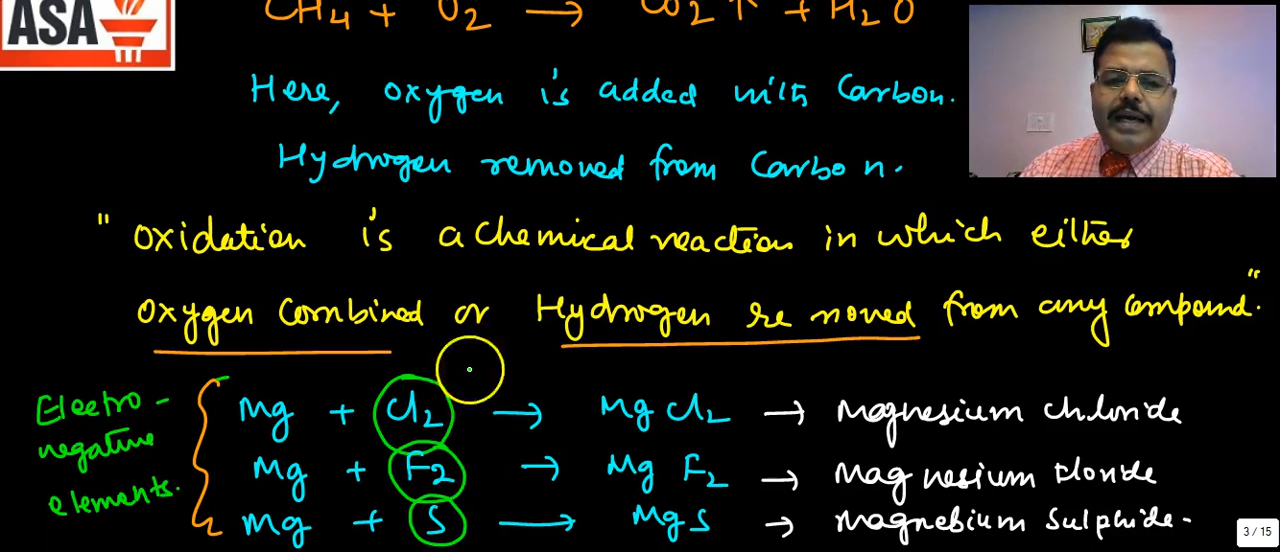 ASA
CH4 + O2 → CO2 ↑ + H2O
Here, oxygen is added with Carbon.
Hydrogen removed from Carbon.
" Oxidation is a chemical reaction in which either
oxygen combined or Hydrogen removed from any compound."
Electro-
negative
elements.
Mg + Cl2 → MgCl2 → Magnesium chloride
Mg + F2 → MgF2 → Magnesium
Mg + S → MgS → Magnesium Sulphide.
3 / 15